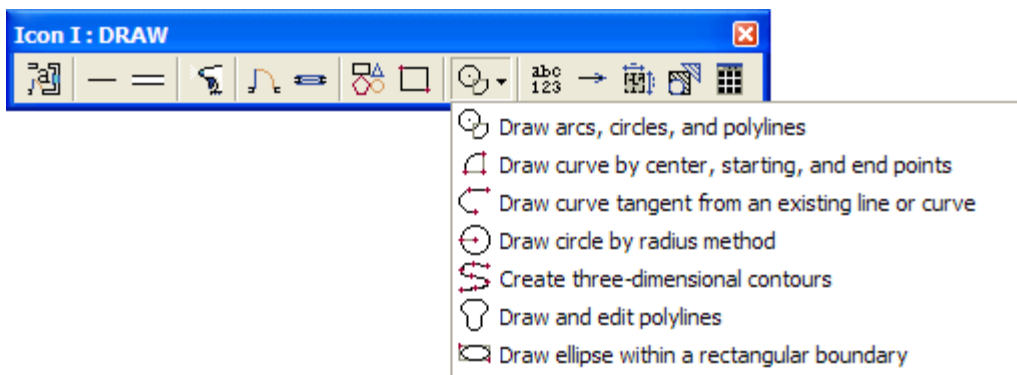 Icon I : DRAW
a
abc
123
Draw arcs, circles, and polylines
Draw curve by center, starting, and end points
Draw curve tangent from an existing line or curve
Draw circle by radius method
Create three-dimensional contours
Draw and edit polylines
Draw ellipse within a rectangular boundary